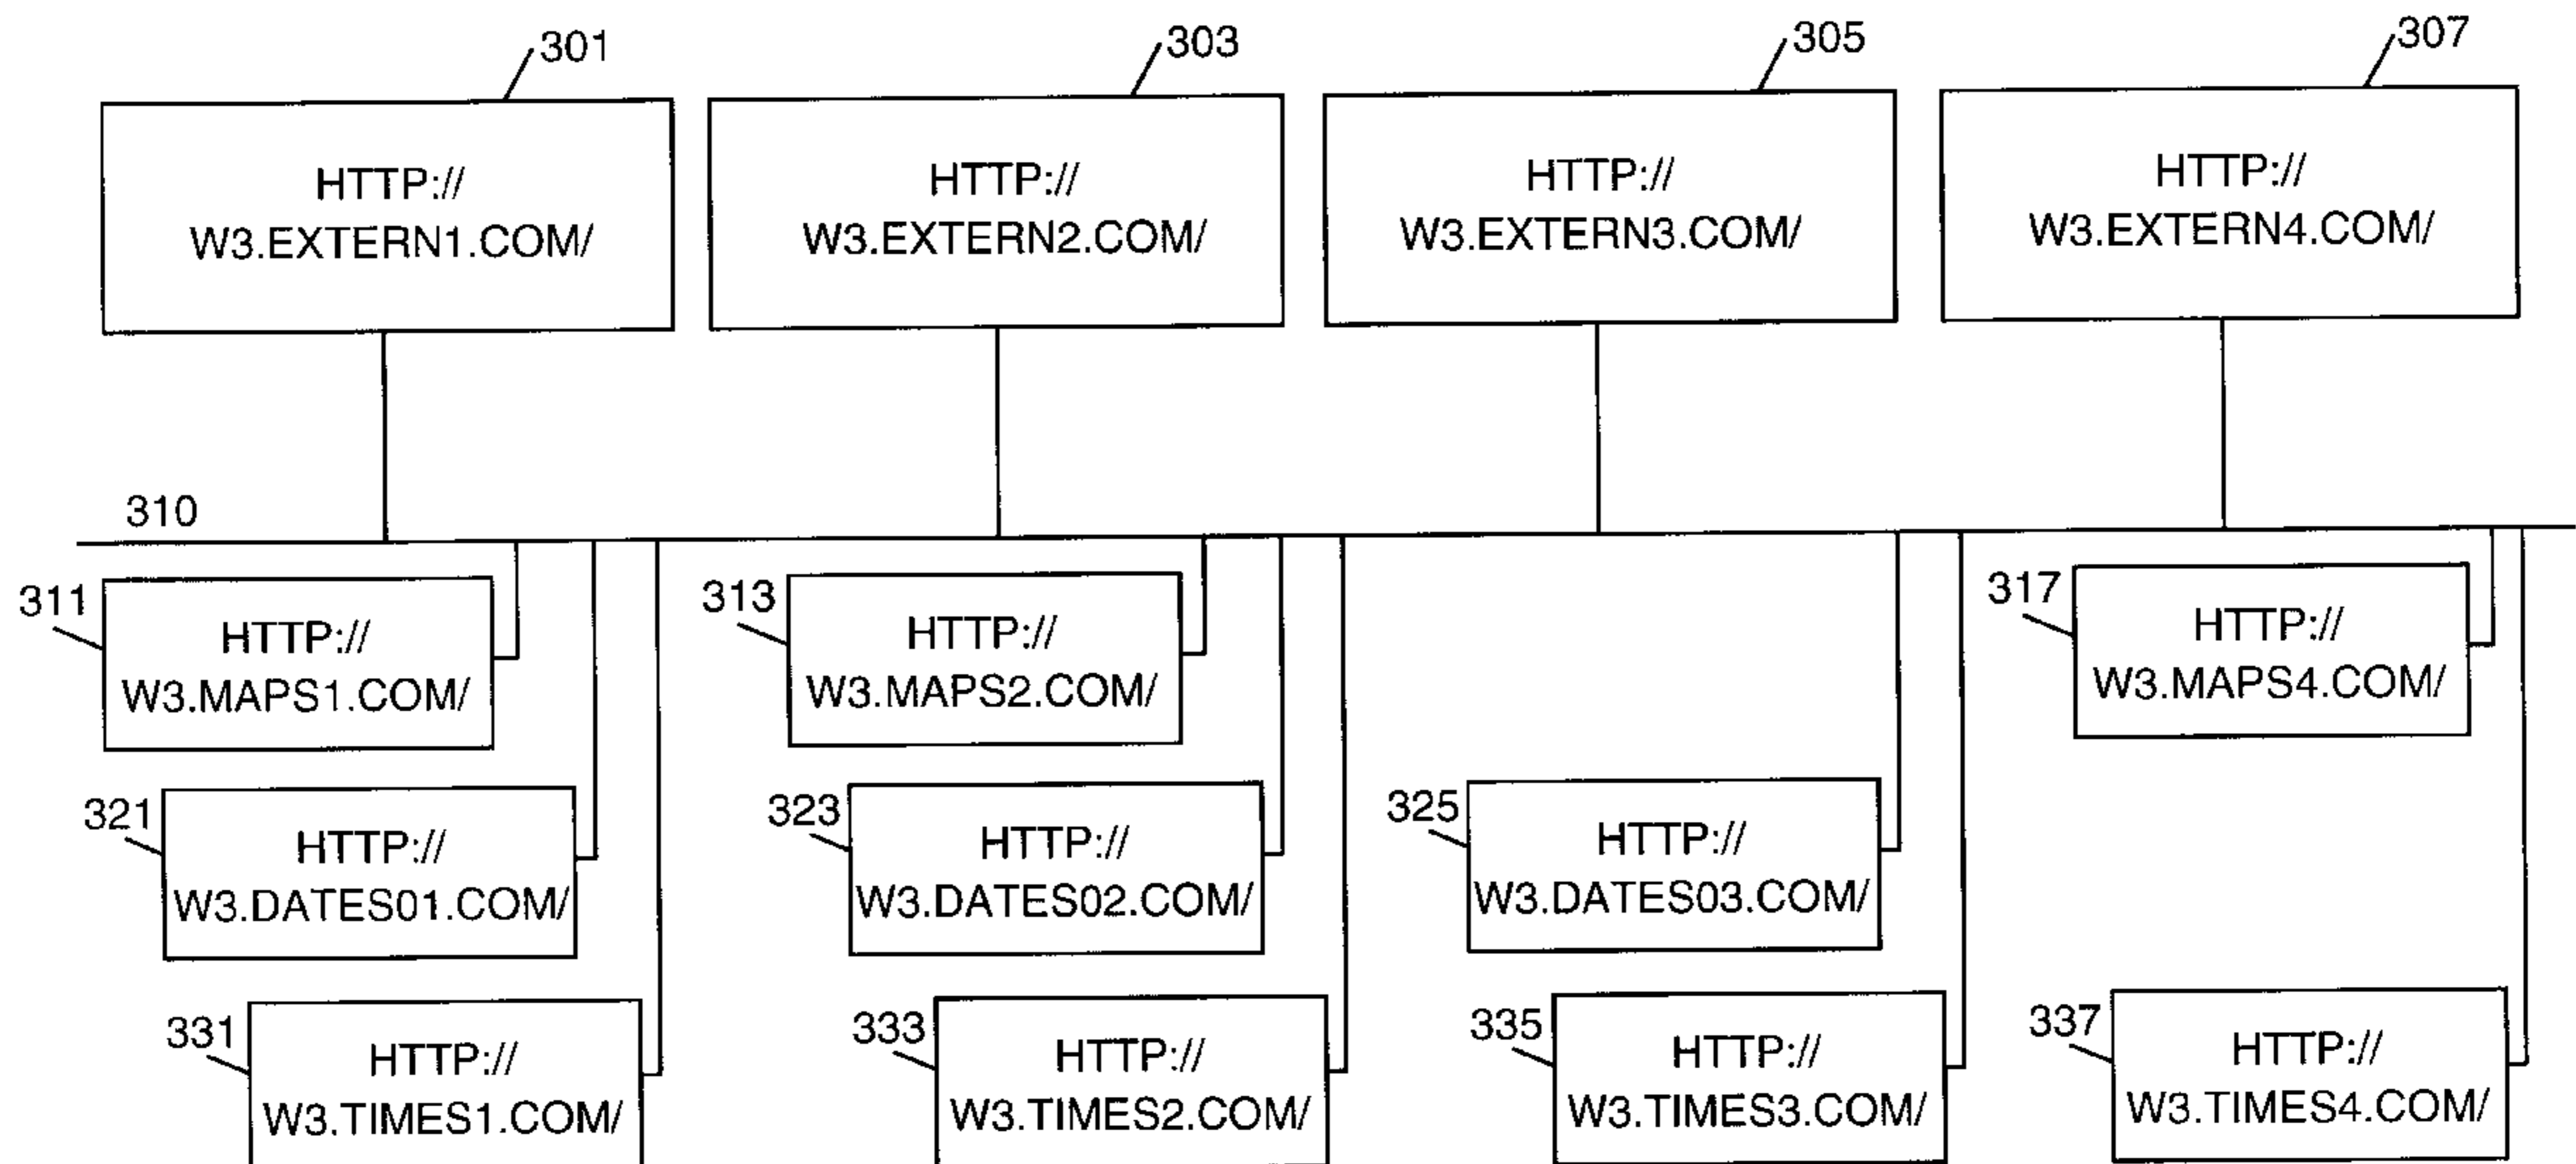 301
303
305
307
HTTP://
W3.EXTERN1.COM/
HTTP://
W3.EXTERN2.COM/
HTTP://
W3.EXTERN3.COM/
HTTP://
W3.EXTERN4.COM/
310
311
HTTP://
W3.MAPS1.COM/
313
HTTP://
W3.MAPS2.COM/
317
HTTP://
W3.MAPS4.COM/
321
HTTP://
W3.DATES01.COM/
323
HTTP://
W3.DATES02.COM/
325
HTTP://
W3.DATES03.COM/
331
HTTP://
W3.TIMES1.COM/
333
HTTP://
W3.TIMES2.COM/
335
HTTP://
W3.TIMES3.COM/
337
HTTP://
W3.TIMES4.COM/